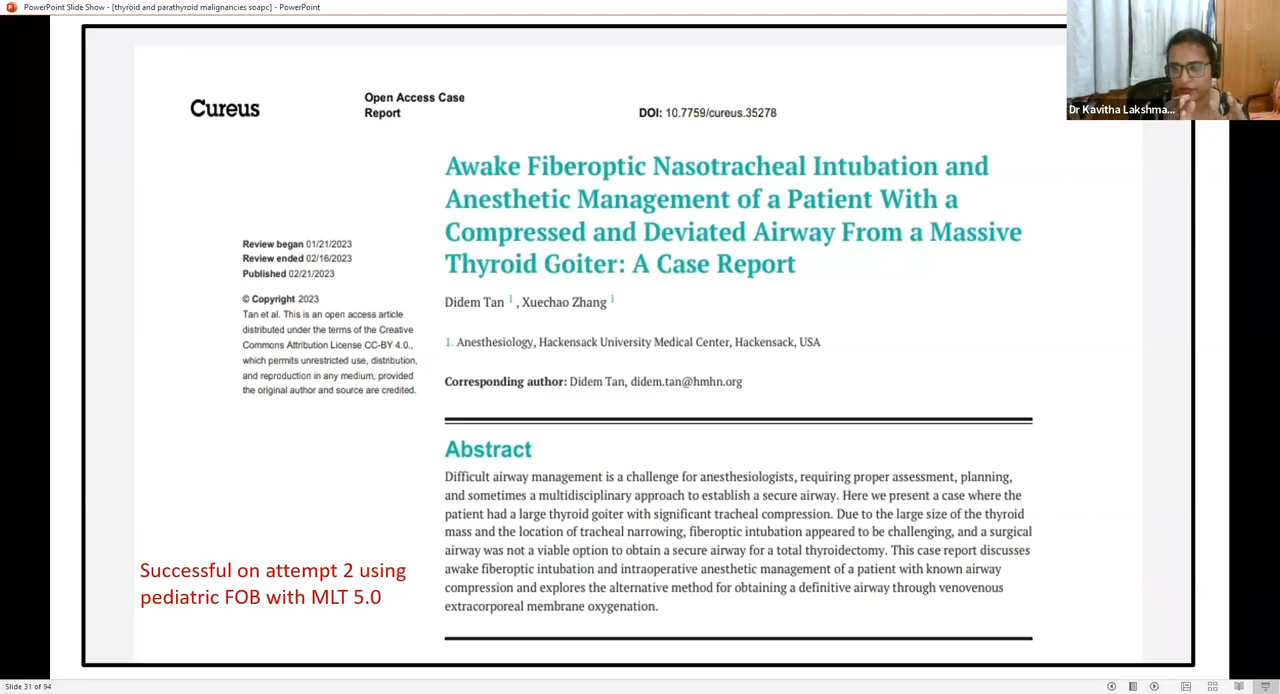 PowerPoint Slide Show - [thyroid and parathyroid malignancies soapc] - PowerPoint
Dr Kavitha Lakshma...
Cureus
Open Access Case
Report
DOI: 10.7759/cureus.35278
Awake Fiberoptic Nasotracheal Intubation and
Anesthetic Management of a Patient With a
Compressed and Deviated Airway From a Massive
Thyroid Goiter: A Case Report
Review began 01/21/2023
Review ended 02/16/2023
Published 02/21/2023
© Copyright 2023
Tan et al. This is an open access article
distributed under the terms of the Creative
Commons Attribution License CC-BY 4.0.,
which permits unrestricted use, distribution,
and reproduction in any medium, provided
the original author and source are credited.
Didem Tan 1 , Xuechao Zhang 1
1. Anesthesiology, Hackensack University Medical Center, Hackensack, USA
Corresponding author: Didem Tan, didem.tan@hmhn.org
Abstract
Difficult airway management is a challenge for anesthesiologists, requiring proper assessment, planning,
and sometimes a multidisciplinary approach to establish a secure airway. Here we present a case where the
patient had a large thyroid goiter with significant tracheal compression. Due to the large size of the thyroid
mass and the location of tracheal narrowing, fiberoptic intubation appeared to be challenging, and a surgical
airway was not a viable option to obtain a secure airway for a total thyroidectomy. This case report discusses
awake fiberoptic intubation and intraoperative anesthetic management of a patient with known airway
compression and explores the alternative method for obtaining a definitive airway through venovenous
extracorporeal membrane oxygenation.
Successful on attempt 2 using
pediatric FOB with MLT 5.0
Slide 31 of 94